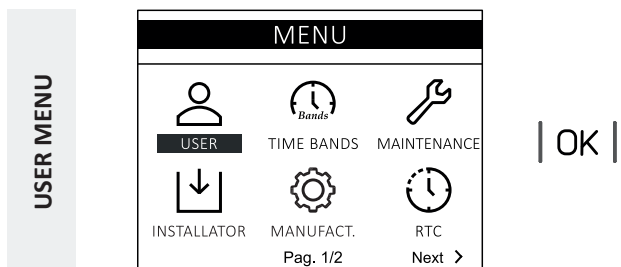 USER MENU
MENU
Bands
USER TIME BANDS MAINTENANCE
INSTALLATOR MANUFACT. RTC
Pag. 1/2 Next >
| OK |